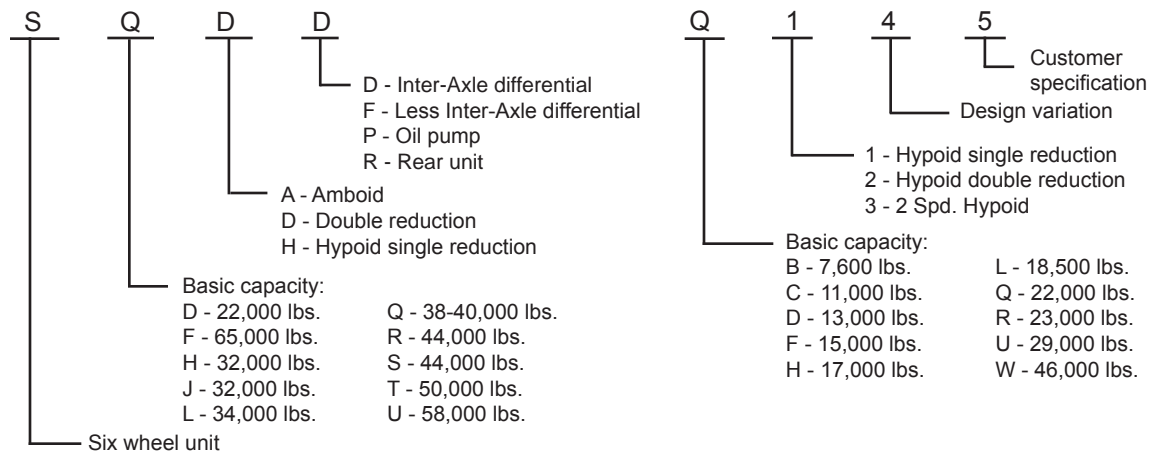 S Q D D
D - Inter-Axle differential
F - Less Inter-Axle differential
P - Oil pump
R - Rear unit
A - Amboid
D - Double reduction
H - Hypoid single reduction
Basic capacity:
D - 22,000 lbs. Q - 38-40,000 lbs.
F - 65,000 lbs. R - 44,000 lbs.
H - 32,000 lbs. S - 44,000 lbs.
J - 32,000 lbs. T - 50,000 lbs.
L - 34,000 lbs. U - 58,000 lbs.
Six wheel unit
Q 1 4 5
Customer
specification
Design variation
1 - Hypoid single reduction
2 - Hypoid double reduction
3 - 2 Spd. Hypoid
Basic capacity:
B - 7,600 lbs. L - 18,500 lbs.
C - 11,000 lbs. Q - 22,000 lbs.
D - 13,000 lbs. R - 23,000 lbs.
F - 15,000 lbs. U - 29,000 lbs.
H - 17,000 lbs. W - 46,000 lbs.